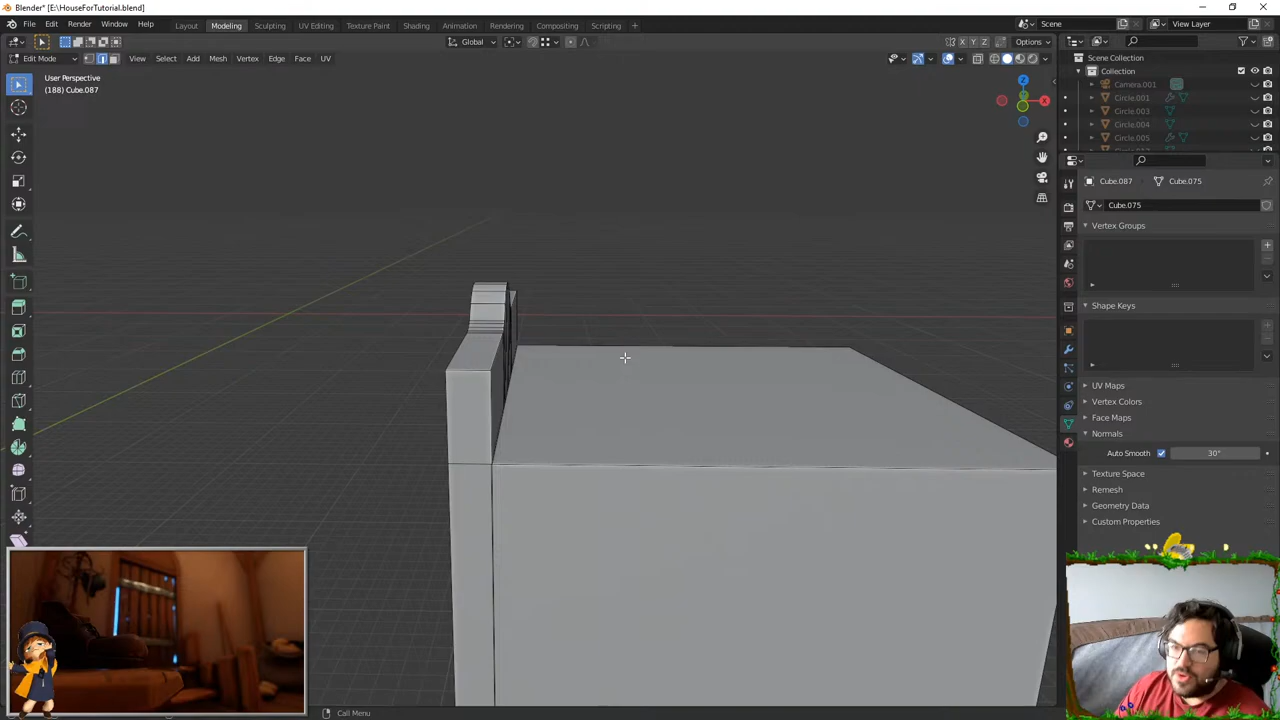 Blender* [E:\HouseForTutorial.blend]
File Edit Render Window Help Layout Modeling Sculpting UV Editing Texture Paint Shading Animation Rendering Compositing Scripting + Scene View Layer
Global X Y Z Options
Edit Mode View Select Add Mesh Vertex Edge Face UV
User Perspective
(188) Cube.087
Z
X
Scene Collection
Collection
Camera.001
Circle.001
Circle.003
Circle.004
Circle.005
Cube.087 Cube.075
Cube.075
Vertex Groups
Shape Keys
UV Maps
Vertex Colors
Face Maps
Normals
Auto Smooth 30°
Texture Space
Remesh
Geometry Data
Custom Properties
Call Menu